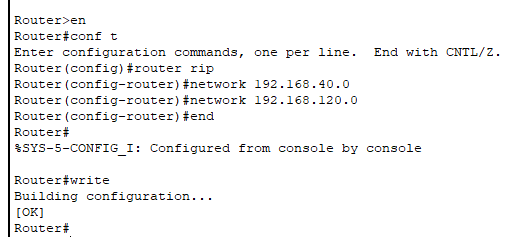 Router>en
Router#conf t
Enter configuration commands, one per line.  End with CNTL/Z.
Router(config)#router rip
Router(config-router)#network 192.168.40.0
Router(config-router)#network 192.168.120.0
Router(config-router)#end
Router#
%SYS-5-CONFIG_I: Configured from console by console

Router#write
Building configuration...
[OK]
Router#